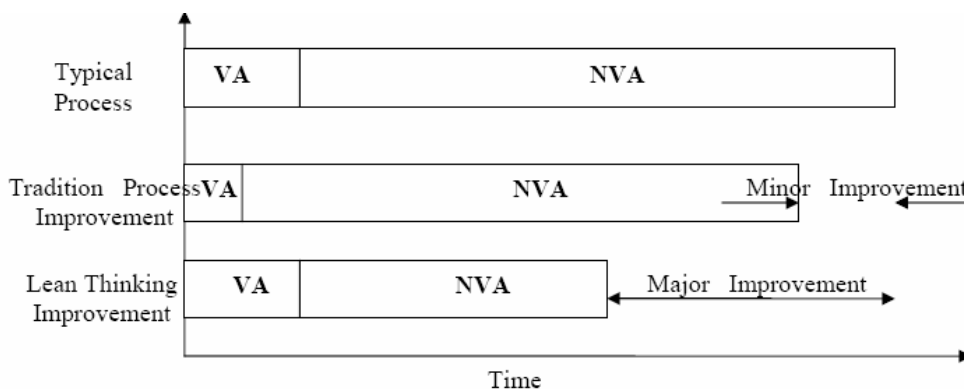 VA NVA
Typical
Process
Tradition Process VA NVA Minor Improvement
Improvement
Lean Thinking VA NVA Major Improvement
Improvement
Time